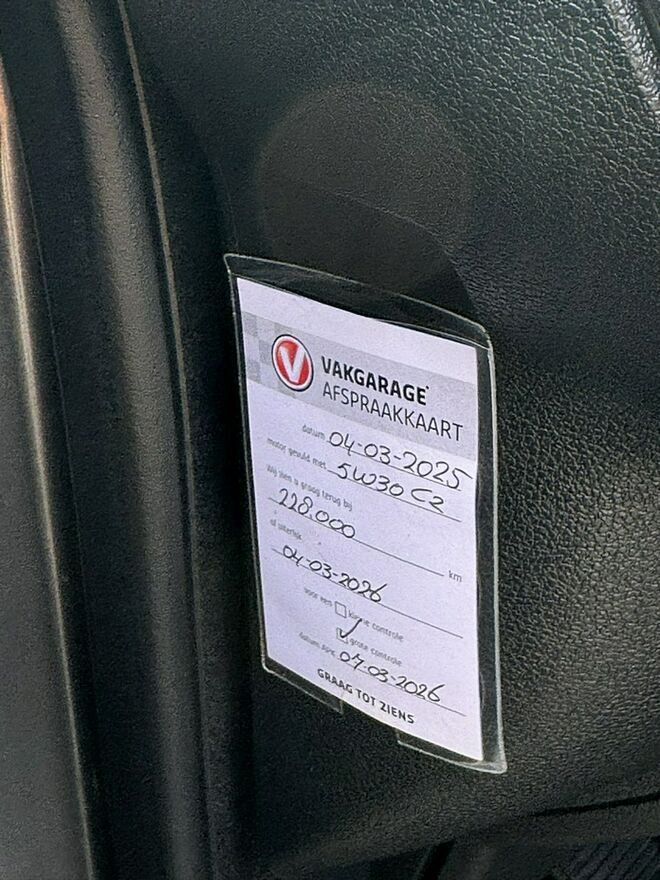 V
VAKGARAGE
AFSPRAAKKAART
datum 04-03-2025
motor gevuld met 5W30 C2
Wij zien u graag terug bij
228.000 km
of uiterlijk
04-03-2026
voor een kleine controle
grote controle
datum APK 07-03-2026
GRAAG TOT ZIENS